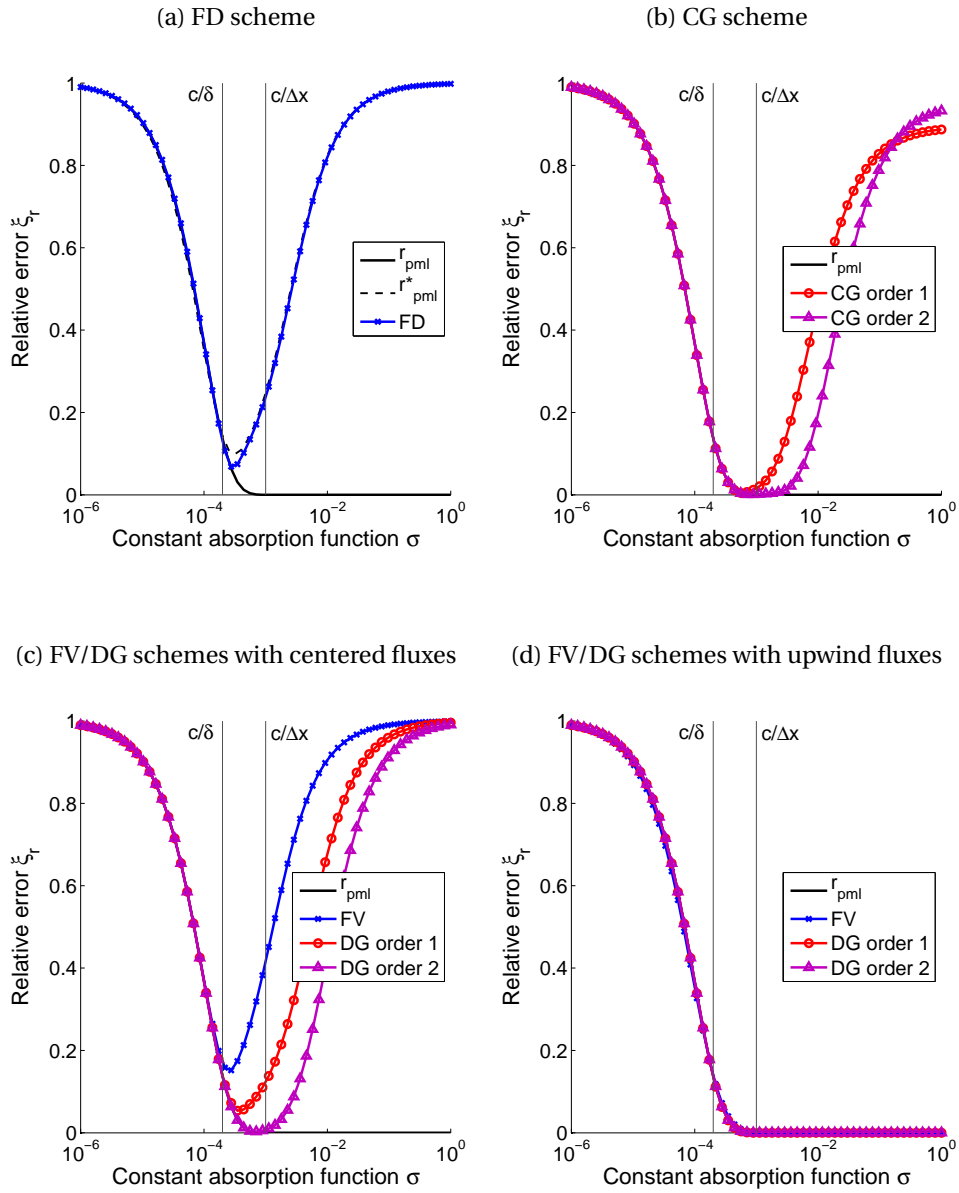 (a) FD scheme
1
0.8
0.6
0.4
0.2
0
c/δ
c/Δx
Relative error ξr
r_pml
r*_pml
FD
10^−6
10^−4
10^−2
10^0
Constant absorption function σ
(b) CG scheme
1
0.8
0.6
0.4
0.2
0
c/δ
c/Δx
Relative error ξr
r_pml
CG order 1
CG order 2
10^−6
10^−4
10^−2
10^0
Constant absorption function σ
(c) FV/DG schemes with centered fluxes
1
0.8
0.6
0.4
0.2
0
c/δ
c/Δx
Relative error ξr
r_pml
FV
DG order 1
DG order 2
10^−6
10^−4
10^−2
10^0
Constant absorption function σ
(d) FV/DG schemes with upwind fluxes
1
0.8
0.6
0.4
0.2
0
c/δ
c/Δx
Relative error ξr
r_pml
FV
DG order 1
DG order 2
10^−6
10^−4
10^−2
10^0
Constant absorption function σ